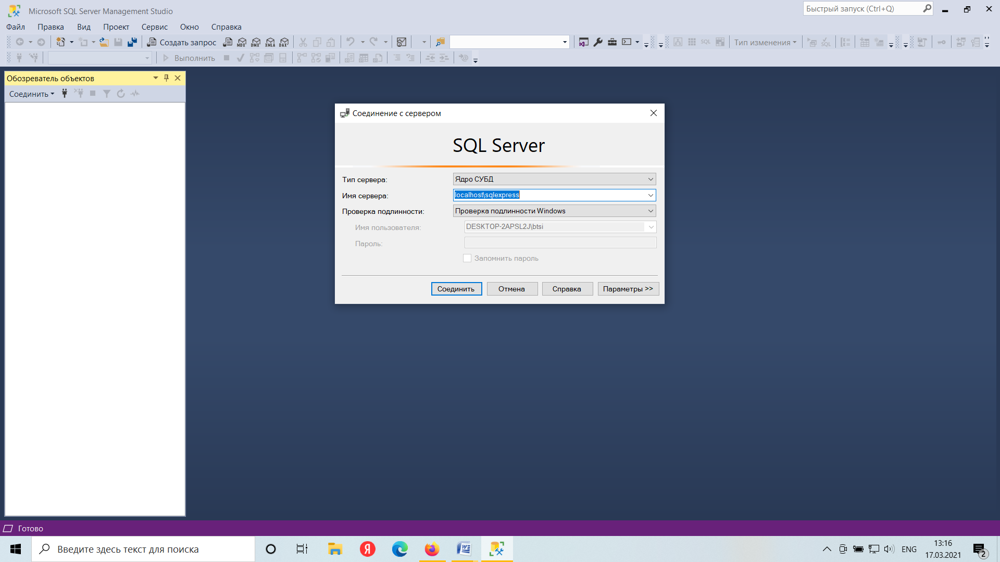 Microsoft SQL Server Management Studio
Быстрый запуск (Ctrl+Q)
Файл Правка Вид Проект Сервис Окно Справка
Создать запрос MDX DMX XMLA DAX SQL Тип изменения SQL
Выполнить
Обозреватель объектов
Соединить
Соединение с сервером
SQL Server
Тип сервера: Ядро СУБД
Имя сервера: localhost\sqlexpress
Проверка подлинности: Проверка подлинности Windows
Имя пользователя: DESKTOP-2APSL2J\btsi
Пароль:
Запомнить пароль
Соединить Отмена Справка Параметры >>
Готово
Введите здесь текст для поиска
ENG
13:16
17.03.2021
2